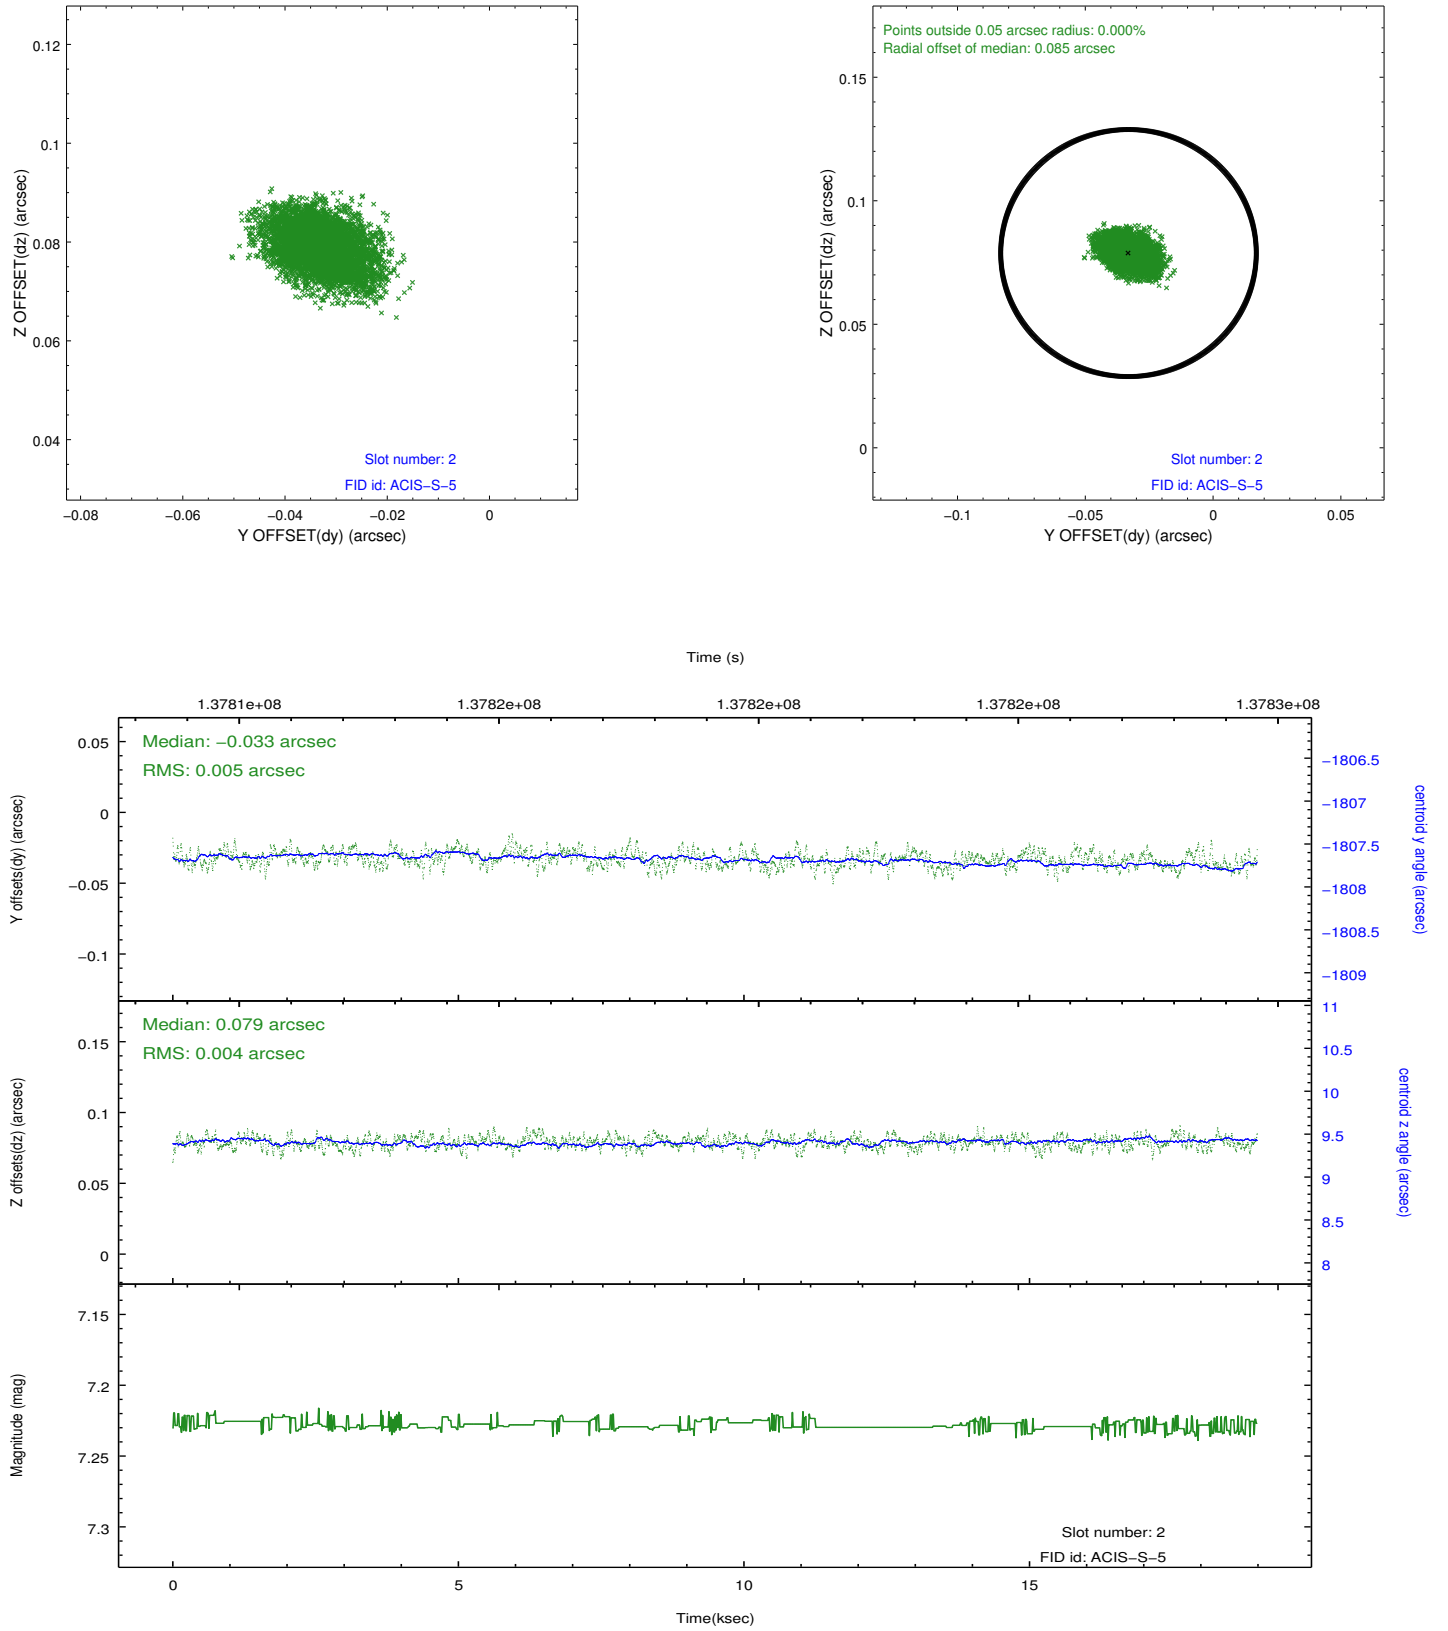 0.12
0.1
0.08
0.06
0.04
Z OFFSET(dz) (arcsec)
Slot number: 2
FID id: ACIS−S−5
−0.08 −0.06 −0.04 −0.02 0
Y OFFSET(dy) (arcsec)
Points outside 0.05 arcsec radius: 0.000%
Radial offset of median: 0.085 arcsec
0.15
0.1
0.05
0
Z OFFSET(dz) (arcsec)
Slot number: 2
FID id: ACIS−S−5
−0.1 −0.05 0 0.05
Y OFFSET(dy) (arcsec)
Time (s)
1.3781e+08 1.3782e+08 1.3782e+08 1.3782e+08 1.3783e+08
Median: −0.033 arcsec
RMS: 0.005 arcsec
0.05
0
−0.05
−0.1
Y offsets(dy) (arcsec)
−1806.5
−1807
−1807.5
−1808
−1808.5
−1809
centroid y angle (arcsec)
Median: 0.079 arcsec
RMS: 0.004 arcsec
0.15
0.1
0.05
0
Z offsets(dz) (arcsec)
11
10.5
10
9.5
9
8.5
8
centroid z angle (arcsec)
7.15
7.2
7.25
7.3
Magnitude (mag)
Slot number: 2
FID id: ACIS−S−5
0 5 10 15
Time(ksec)